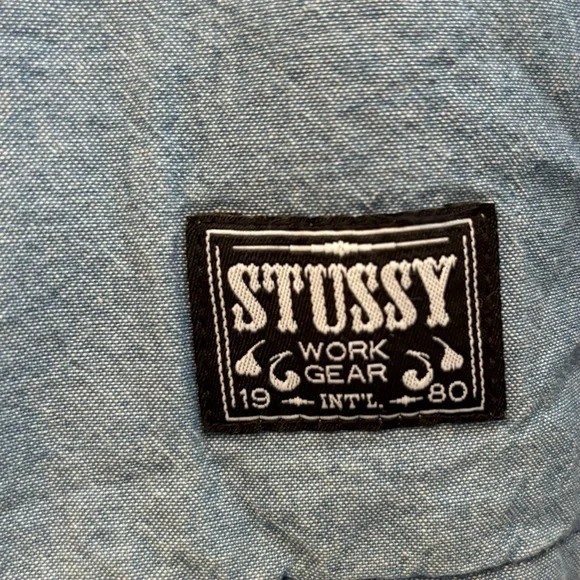 STUSSY
WORK
GEAR
19 INT'L. 80